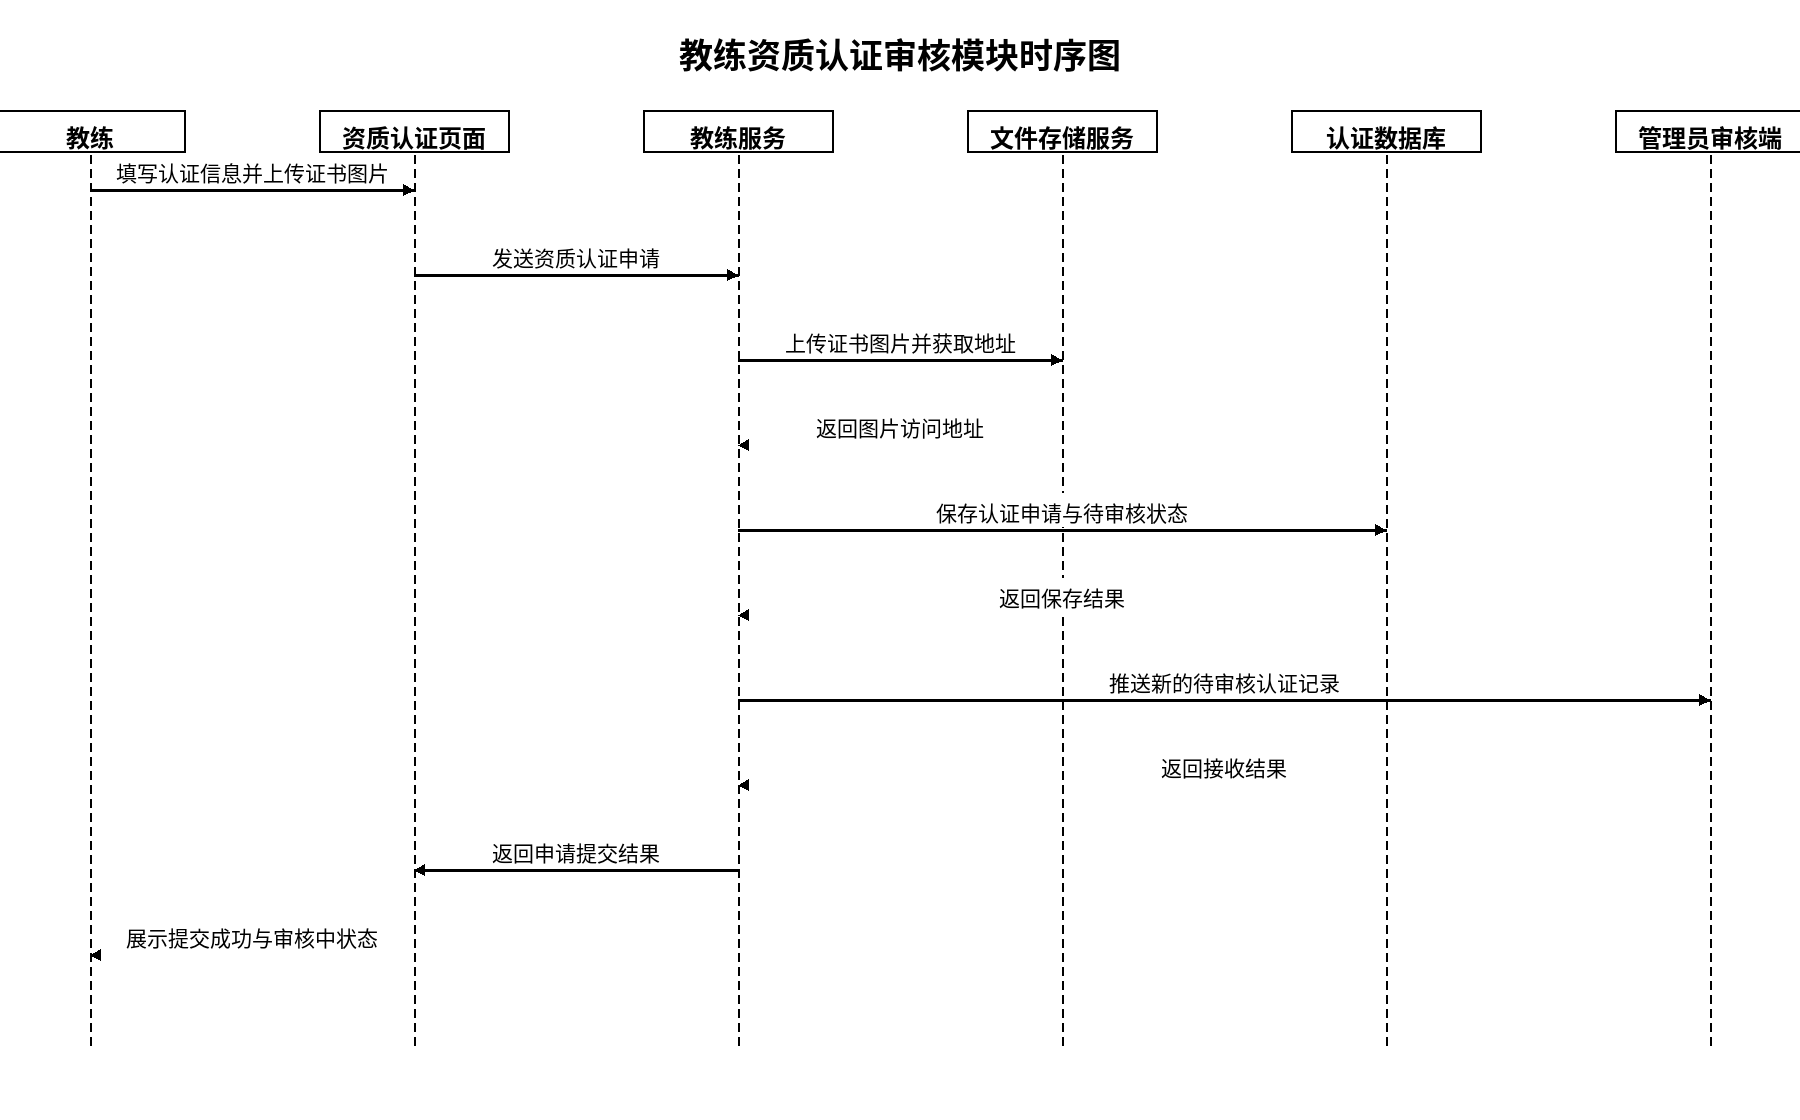 教练资质认证审核模块时序图
教练
资质认证页面
教练服务
文件存储服务
认证数据库
管理员审核端
填写认证信息并上传证书图片
发送资质认证申请
上传证书图片并获取地址
返回图片访问地址
保存认证申请与待审核状态
返回保存结果
推送新的待审核认证记录
返回接收结果
返回申请提交结果
展示提交成功与审核中状态